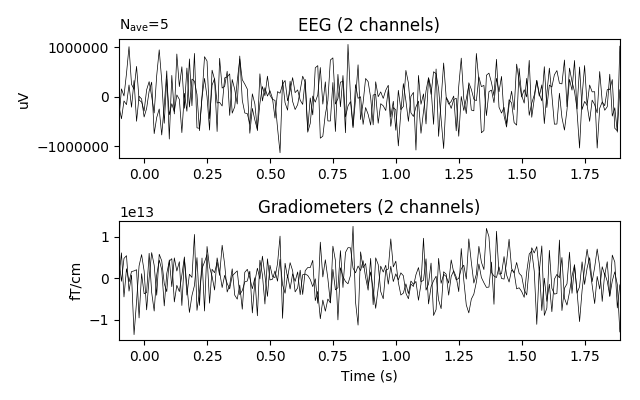 N_ave=5
EEG (2 channels)
1000000
0
−1000000
uV
0.00 0.25 0.50 0.75 1.00 1.25 1.50 1.75
Gradiometers (2 channels)
1e13
1
0
−1
fT/cm
0.00 0.25 0.50 0.75 1.00 1.25 1.50 1.75
Time (s)